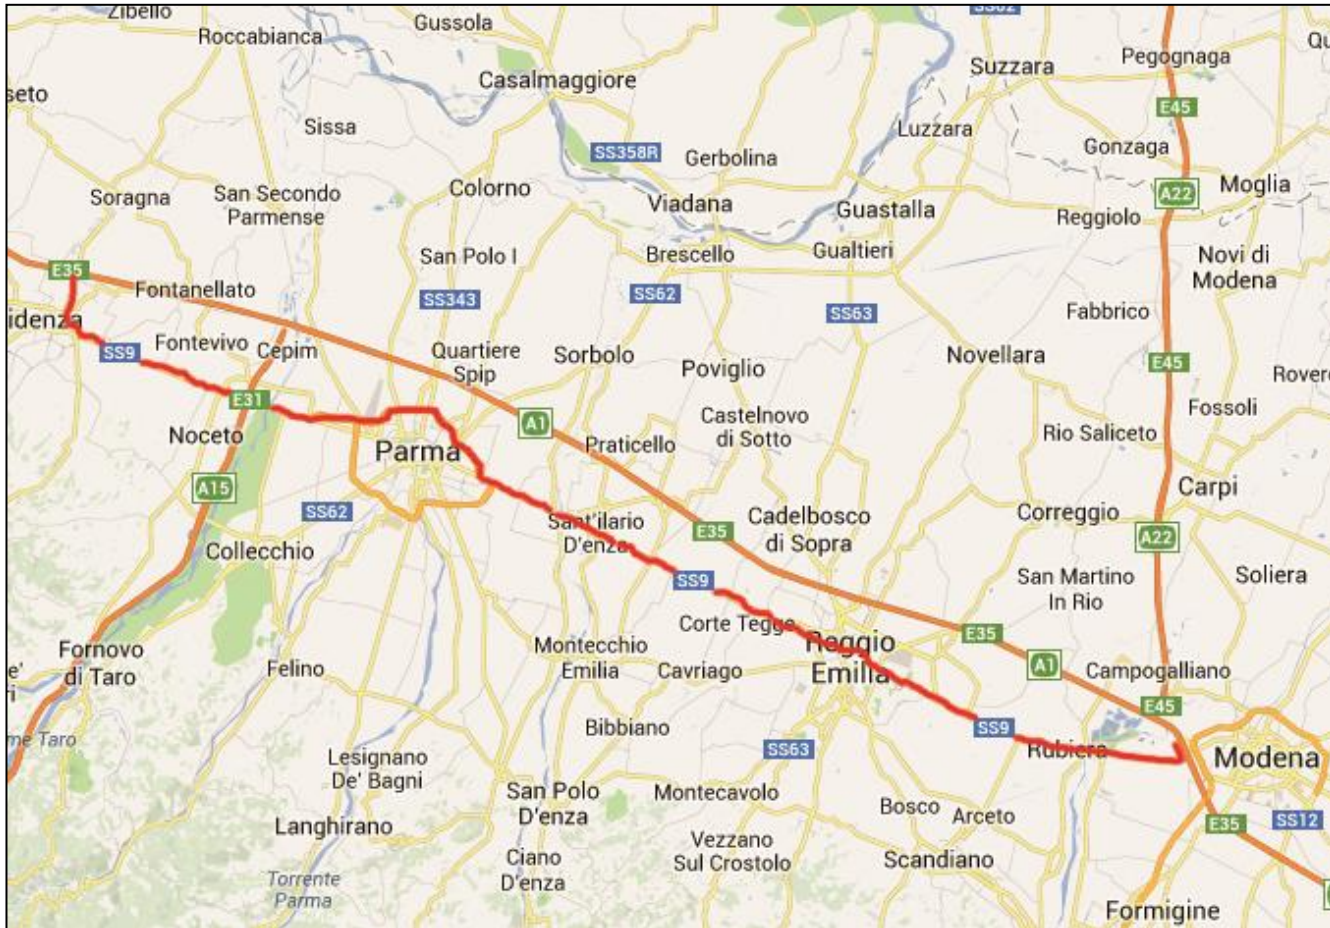 Zibello
Gussola
SS62
Roccabianca
Pegognaga
Qu
Suzzara
Casalmaggiore
seto
E45
Sissa
Luzzara
SS358R
Gerbolina
Gonzaga
Soragna
San Secondo
Parmense
Colorno
Viadana
Guastalla
A22
Moglia
Reggiolo
San Polo I
Brescello
Gualtieri
Novi di
Modena
E35
Fontanellato
SS343
SS62
SS63
Fabbrico
idenza
Fontevivo
Cepim
SS9
Quartiere
Spip
Sorbolo
Poviglio
Novellara
E45
Rovere
E31
Fossoli
Noceto
A1
Castelnovo
di Sotto
Rio Saliceto
Parma
Praticello
A15
Carpi
SS62
Sant'ilario
D'enza
E35
Cadelbosco
di Sopra
Correggio
A22
Collecchio
SS9
San Martino
In Rio
Soliera
Corte Tegge
E35
Fornovo
di Taro
Felino
Montecchio
Emilia
Cavriago
Reggio
Emilia
A1
Campogalliano
e'
ri
E45
Bibbiano
SS9
me Taro
SS63
Rubiera
Modena
Lesignano
De' Bagni
San Polo
D'enza
Montecavolo
Bosco
Arceto
E35
SS12
Langhirano
Vezzano
Sul Crostolo
Ciano
D'enza
Scandiano
Torrente
Parma
Formigine